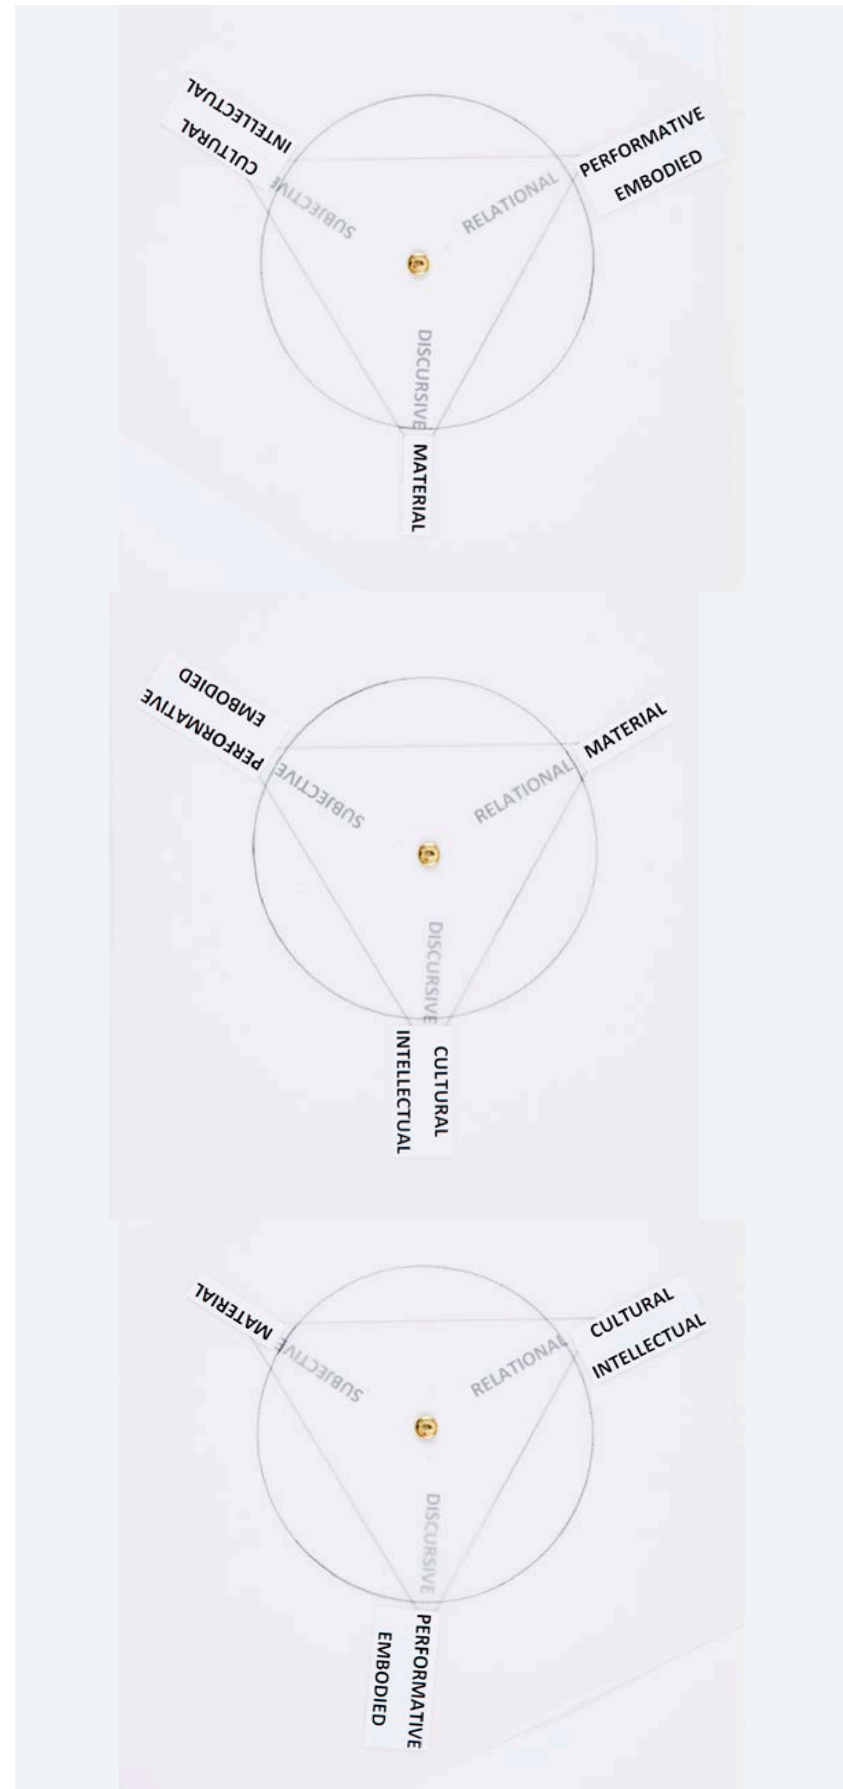 INTELLECTUAL
CULTURAL
SUBJECTIVE
PERFORMATIVE
EMBODIED
RELATIONAL
DISCURSIVE
MATERIAL
EMBODIED
PERFORMATIVE
SUBJECTIVE
MATERIAL
RELATIONAL
DISCURSIVE
CULTURAL
INTELLECTUAL
MATERIAL
SUBJECTIVE
CULTURAL
INTELLECTUAL
RELATIONAL
DISCURSIVE
PERFORMATIVE
EMBODIED